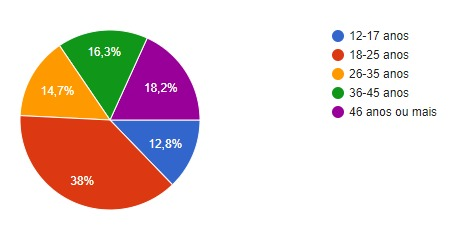 16,3%
18,2%
14,7%
12,8%
38%
12-17 anos
18-25 anos
26-35 anos
36-45 anos
46 anos ou mais